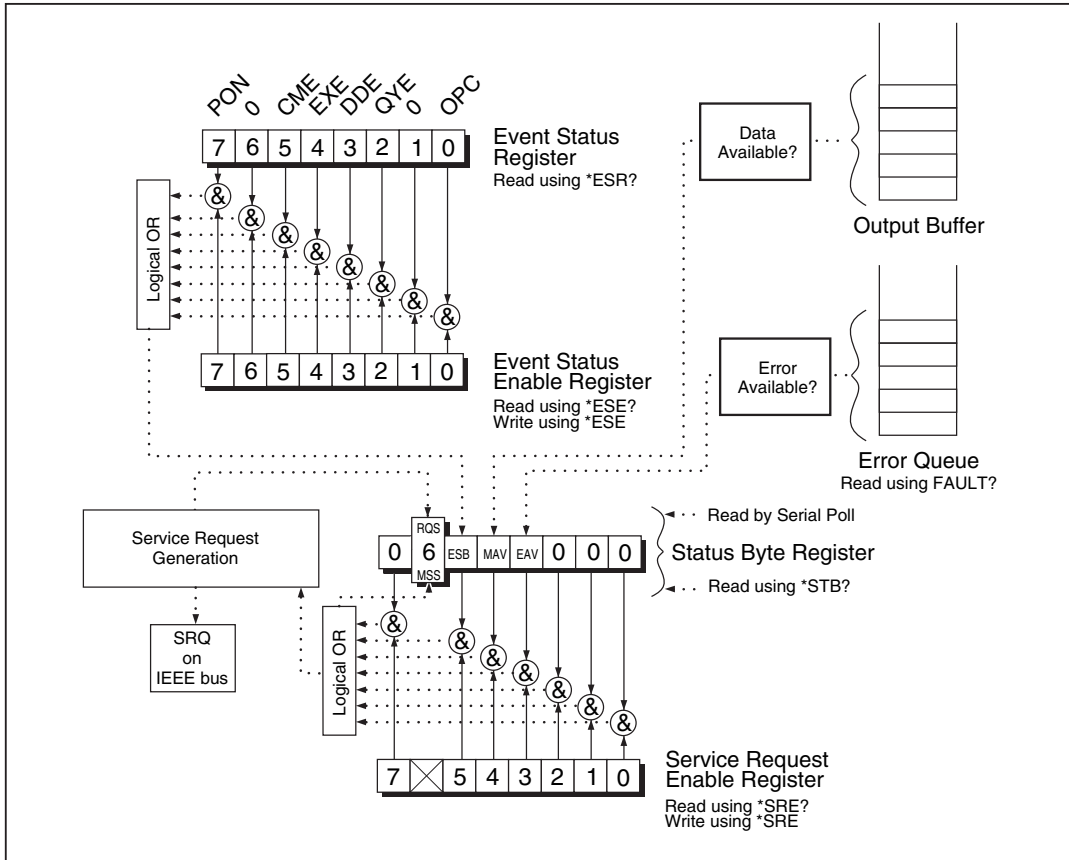 PON 0 CME EXE DDE QYE 0 OPC
7 6 5 4 3 2 1 0
Event Status
Register
Read using *ESR?
& & & & & & & &
Logical OR
7 6 5 4 3 2 1 0
Event Status
Enable Register
Read using *ESE?
Write using *ESE
Data
Available?
Output Buffer
Error
Available?
Error Queue
Read using FAULT?
Service Request
Generation
SRQ
on
IEEE bus
RQS
0 6 ESB MAV EAV 0 0 0
MSS
Read by Serial Poll
Status Byte Register
Read using *STB?
& & & & & & &
Logical OR
7 5 4 3 2 1 0
Service Request
Enable Register
Read using *SRE?
Write using *SRE